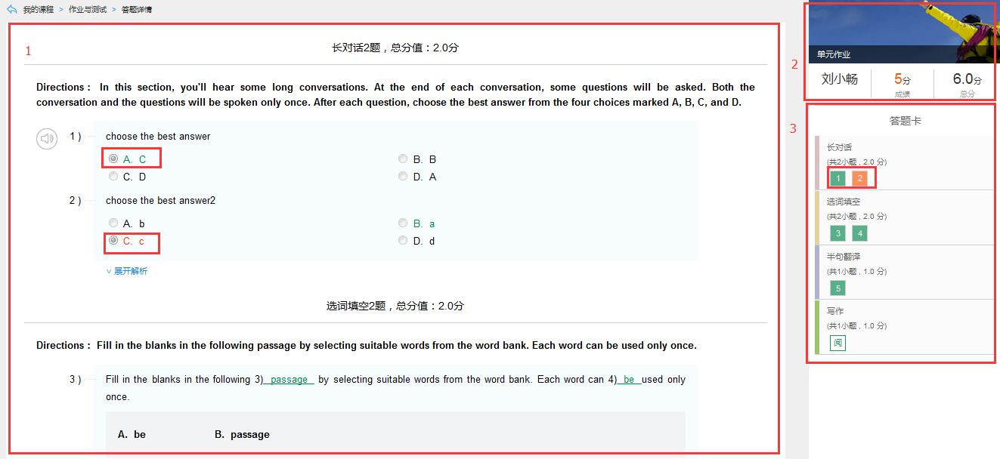 我的课程 > 作业与测试 > 答题详情
1
长对话2题，总分值：2.0分
Directions： In this section, you'll hear some long conversations. At the end of each conversation, some questions will be asked. Both the
conversation and the questions will be spoken only once. After each question, choose the best answer from the four choices marked A, B, C, and D.
1 ) choose the best answer
A. C B. B
C. D D. A
2 ) choose the best answer2
A. b B. a
C. c D. d
∨ 展开解析
选词填空2题，总分值：2.0分
Directions： Fill in the blanks in the following passage by selecting suitable words from the word bank. Each word can be used only once.
3 ) Fill in the blanks in the following 3) passage by selecting suitable words from the word bank. Each word can 4) be used only
once.
A. be B. passage
2
单元作业
刘小畅 5分 6.0分
成绩 总分
3
答题卡
长对话
(共2小题 , 2.0 分)
1 2
选词填空
(共2小题 , 2.0 分)
3 4
半句翻译
(共1小题 , 1.0 分)
5
写作
(共1小题 , 1.0 分)
阅